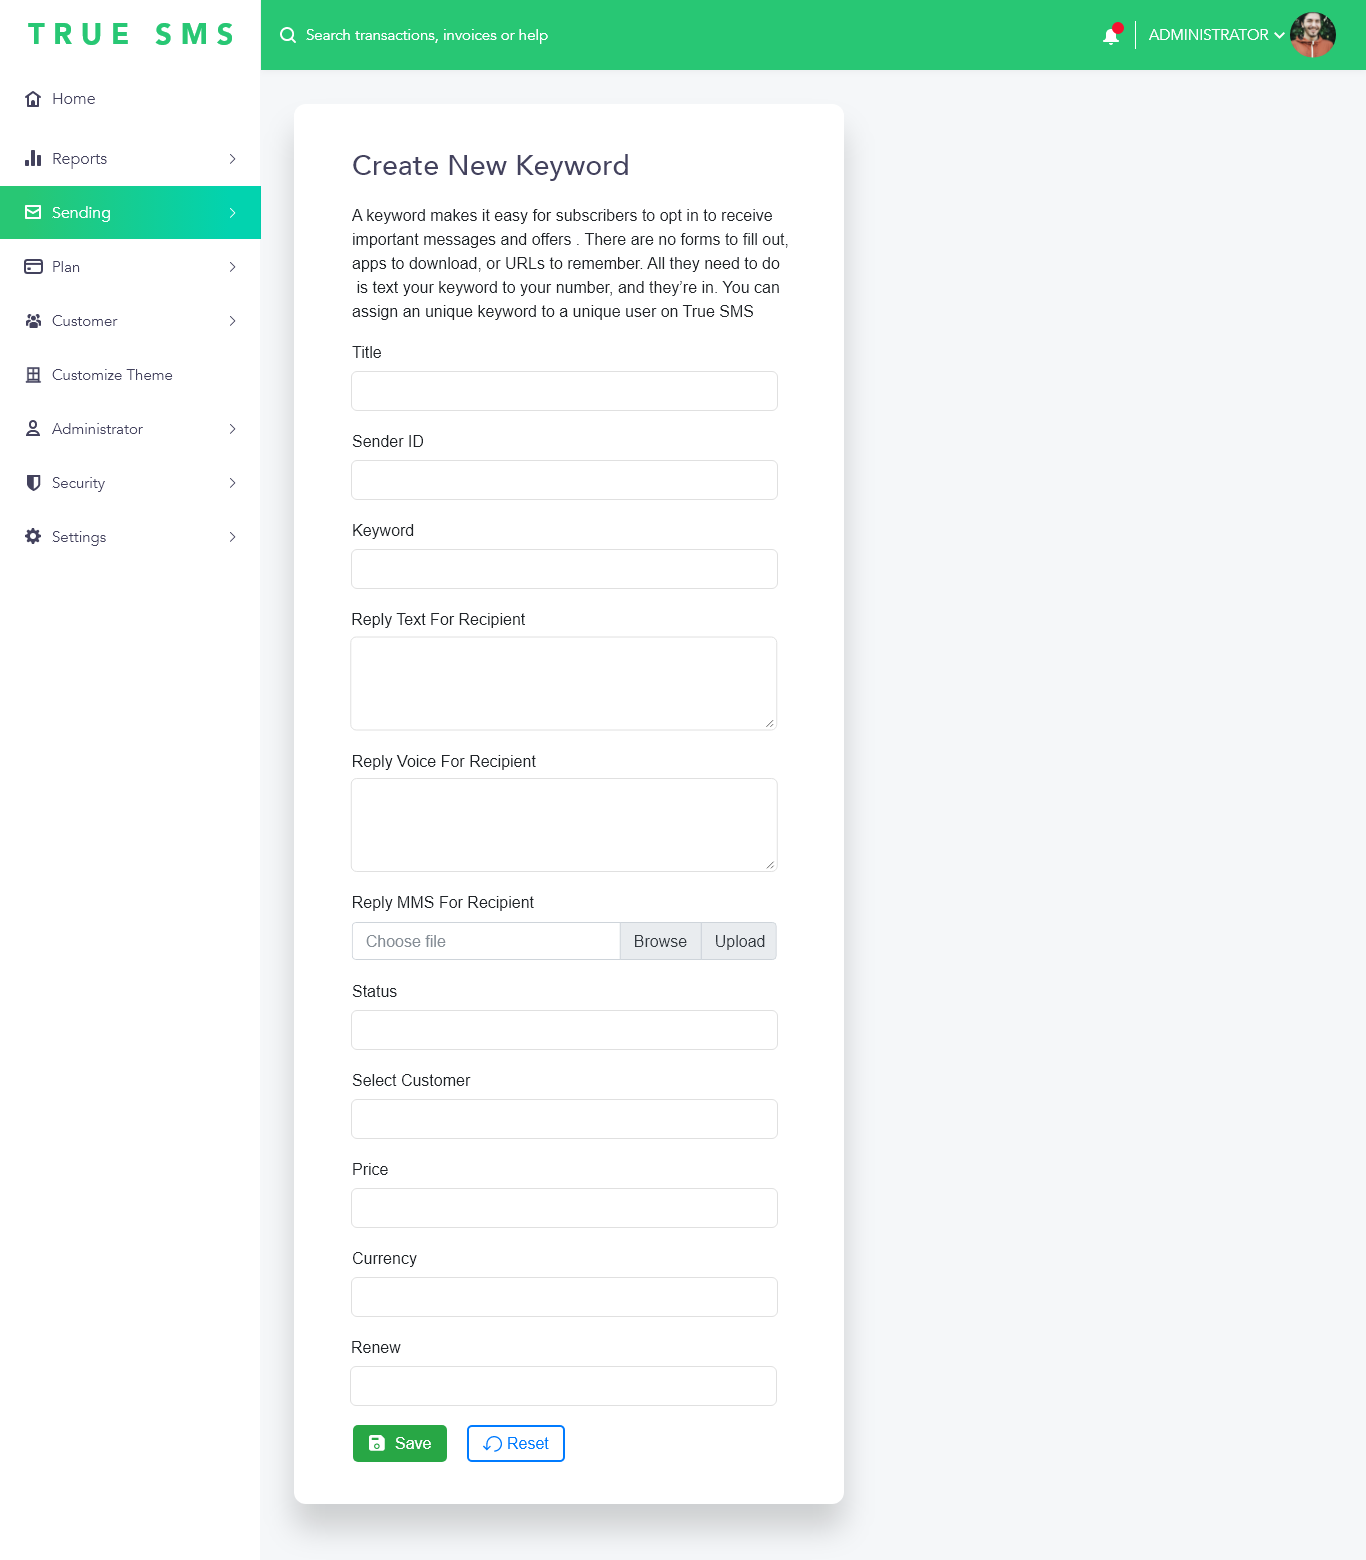 TRUE SMS
Search transactions, invoices or help
ADMINISTRATOR
Home
Reports
Sending
Plan
Customer
Customize Theme
Administrator
Security
Settings
Create New Keyword
A keyword makes it easy for subscribers to opt in to receive
important messages and offers . There are no forms to fill out,
apps to download, or URLs to remember. All they need to do
is text your keyword to your number, and they’re in. You can
assign an unique keyword to a unique user on True SMS
Title
Sender ID
Keyword
Reply Text For Recipient
Reply Voice For Recipient
Reply MMS For Recipient
Choose file Browse Upload
Status
Select Customer
Price
Currency
Renew
Save Reset